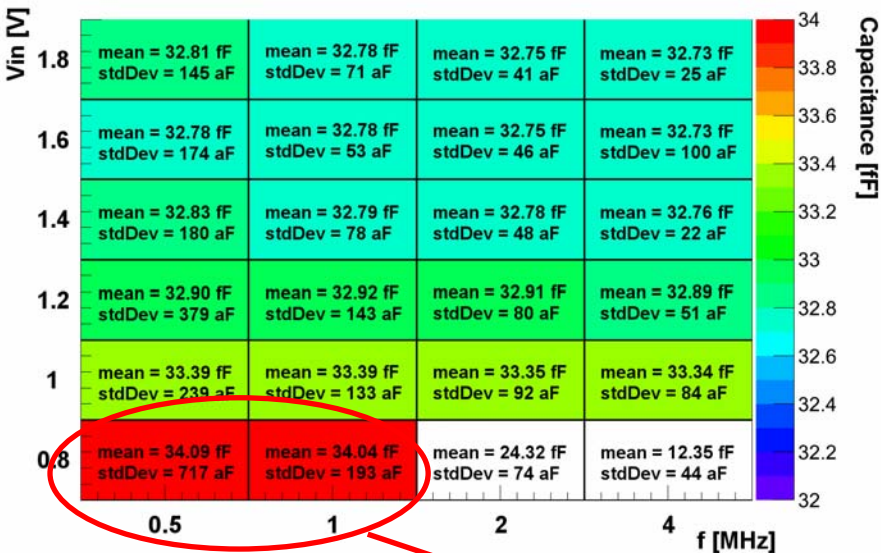 Vin [V]
1.8
mean = 32.81 fF
stdDev = 145 aF
mean = 32.78 fF
stdDev = 71 aF
mean = 32.75 fF
stdDev = 41 aF
mean = 32.73 fF
stdDev = 25 aF
1.6
mean = 32.78 fF
stdDev = 174 aF
mean = 32.78 fF
stdDev = 53 aF
mean = 32.75 fF
stdDev = 46 aF
mean = 32.73 fF
stdDev = 100 aF
1.4
mean = 32.83 fF
stdDev = 180 aF
mean = 32.79 fF
stdDev = 78 aF
mean = 32.78 fF
stdDev = 48 aF
mean = 32.76 fF
stdDev = 22 aF
1.2
mean = 32.90 fF
stdDev = 379 aF
mean = 32.92 fF
stdDev = 143 aF
mean = 32.91 fF
stdDev = 80 aF
mean = 32.89 fF
stdDev = 51 aF
1
mean = 33.39 fF
stdDev = 239 aF
mean = 33.39 fF
stdDev = 133 aF
mean = 33.35 fF
stdDev = 92 aF
mean = 33.34 fF
stdDev = 84 aF
0.8
mean = 34.09 fF
stdDev = 717 aF
mean = 34.04 fF
stdDev = 193 aF
mean = 24.32 fF
stdDev = 74 aF
mean = 12.35 fF
stdDev = 44 aF
0.5
1
2
4
f [MHz]
34
33.8
33.6
33.4
33.2
33
32.8
32.6
32.4
32.2
32
Capacitance [fF]